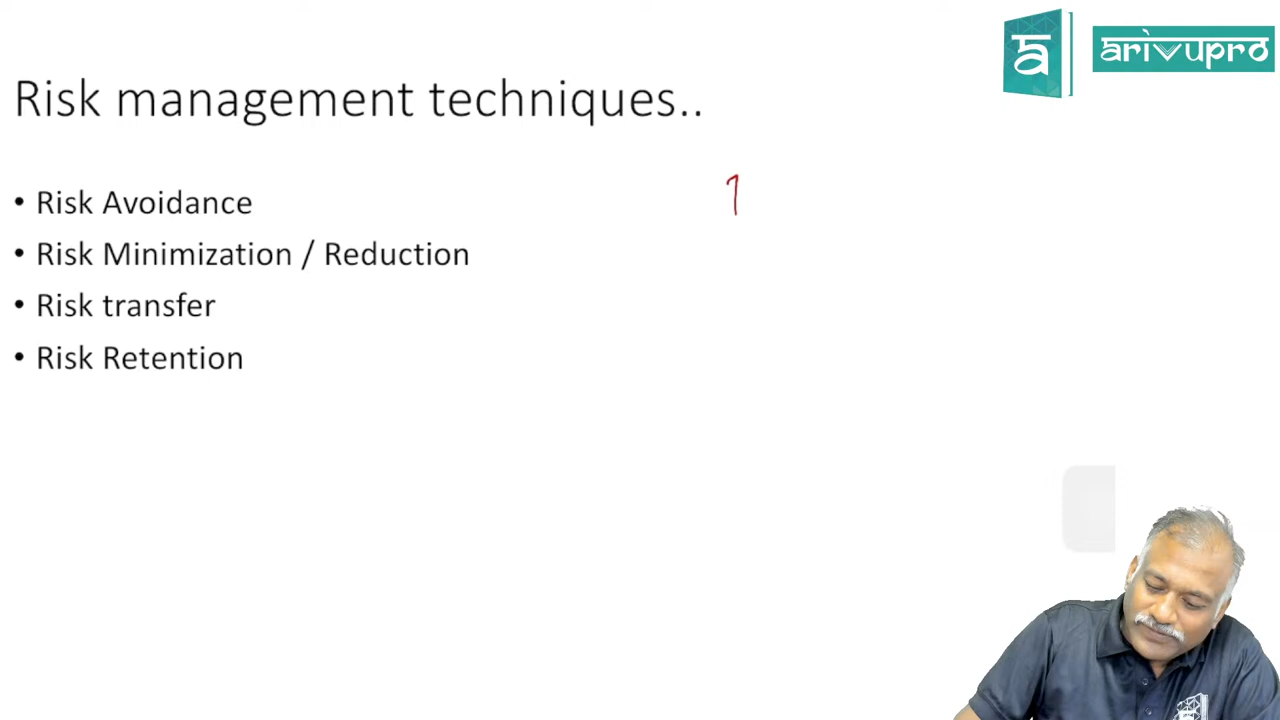 arivupro
Risk management techniques..
• Risk Avoidance
• Risk Minimization / Reduction
• Risk transfer
• Risk Retention